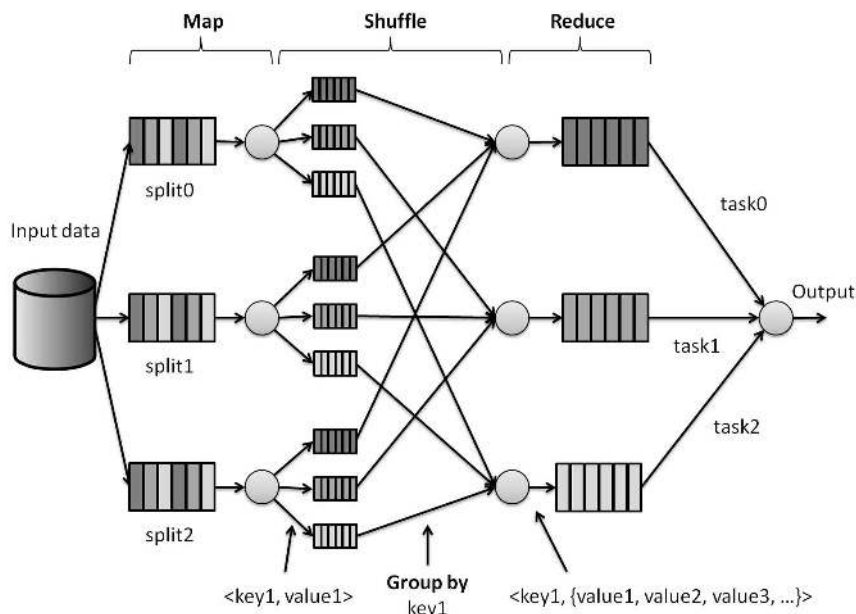 Map
Shuffle
Reduce
split0
task0
Input data
Output
split1
task1
task2
split2
<key1, value1>
Group by
key1
<key1, {value1, value2, value3, ...}>